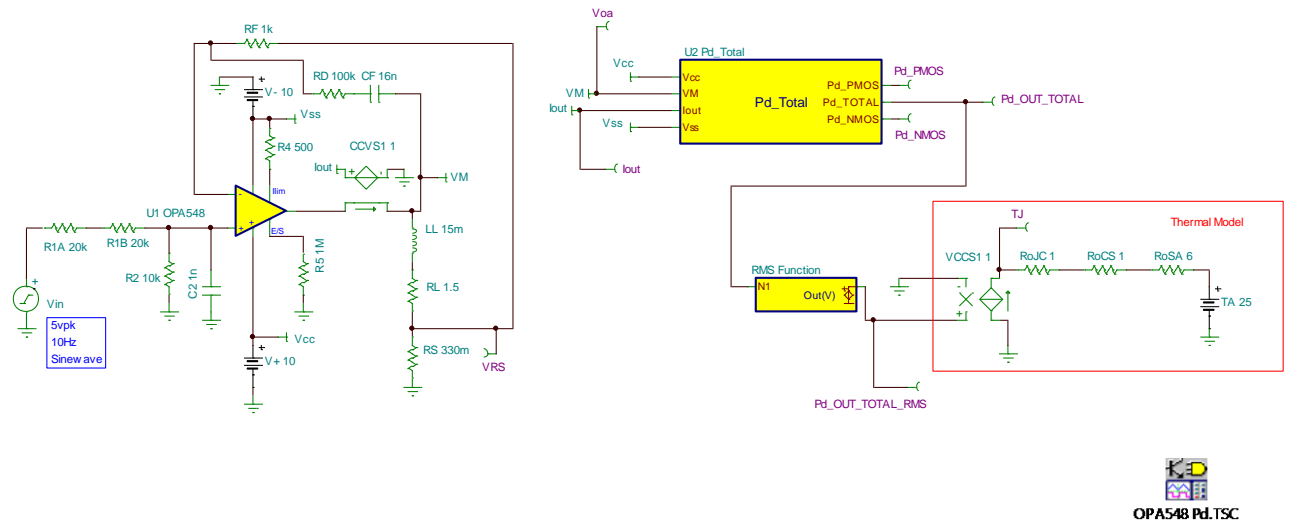 Voa
RF 1k
U2 Pd_Total
Vcc
VM
Iout
Vss
Vcc
VM
Iout
Vss
Pd_Total
Pd_PMOS
Pd_TOTAL
Pd_NMOS
Pd_PMOS
Pd_OUT_TOTAL
Pd_NMOS
Iout
RD 100k
CF 16n
V- 10
Vss
R4 500
CCVS1 1
Iout
VM
Ilim
U1 OPA548
E/S
R1A 20k
R1B 20k
R2 10k
C2 1n
R5 1M
LL 15m
RL 1.5
RS 330m
VRS
Vin
5vpk
10Hz
Sinewave
Vcc
V+ 10
RMS Function
N1
Out(V)
Pd_OUT_TOTAL_RMS
Thermal Model
TJ
VCCS1 1
RoJC 1
RoCS 1
RoSA 6
TA 25
OPA548 Pd.TSC